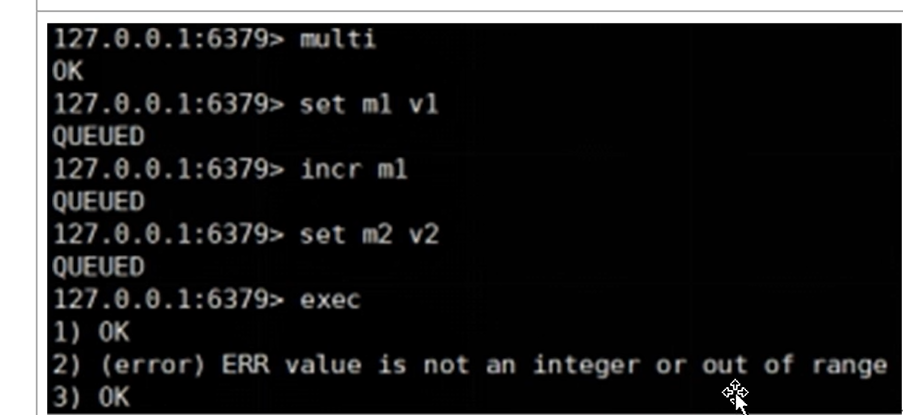 127.0.0.1:6379> multi
OK
127.0.0.1:6379> set m1 v1
QUEUED
127.0.0.1:6379> incr m1
QUEUED
127.0.0.1:6379> set m2 v2
QUEUED
127.0.0.1:6379> exec
1) OK
2) (error) ERR value is not an integer or out of range
3) OK